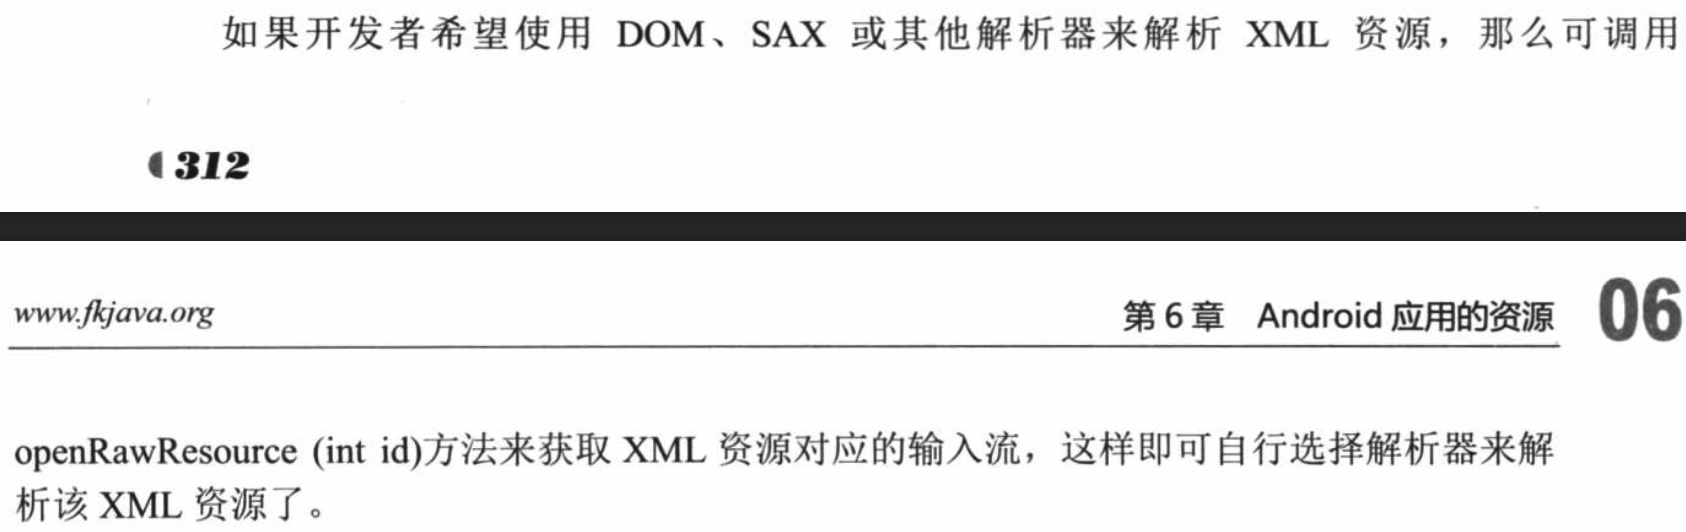 如果开发者希望使用 DOM、SAX 或其他解析器来解析 XML 资源，那么可调用
312
www.fkjava.org
第 6 章 Android 应用的资源 06
openRawResource (int id)方法来获取 XML 资源对应的输入流，这样即可自行选择解析器来解
析该 XML 资源了。